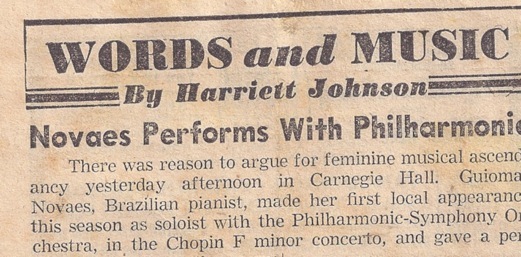 WORDS and MUSIC
By Harriett Johnson
Novaes Performs With Philharmonic
There was reason to argue for feminine musical ascend
ancy yesterday afternoon in Carnegie Hall. Guioma
Novaes, Brazilian pianist, made her first local appearanc
this season as soloist with the Philharmonic-Symphony Or
chestra, in the Chopin F minor concerto, and gave a per